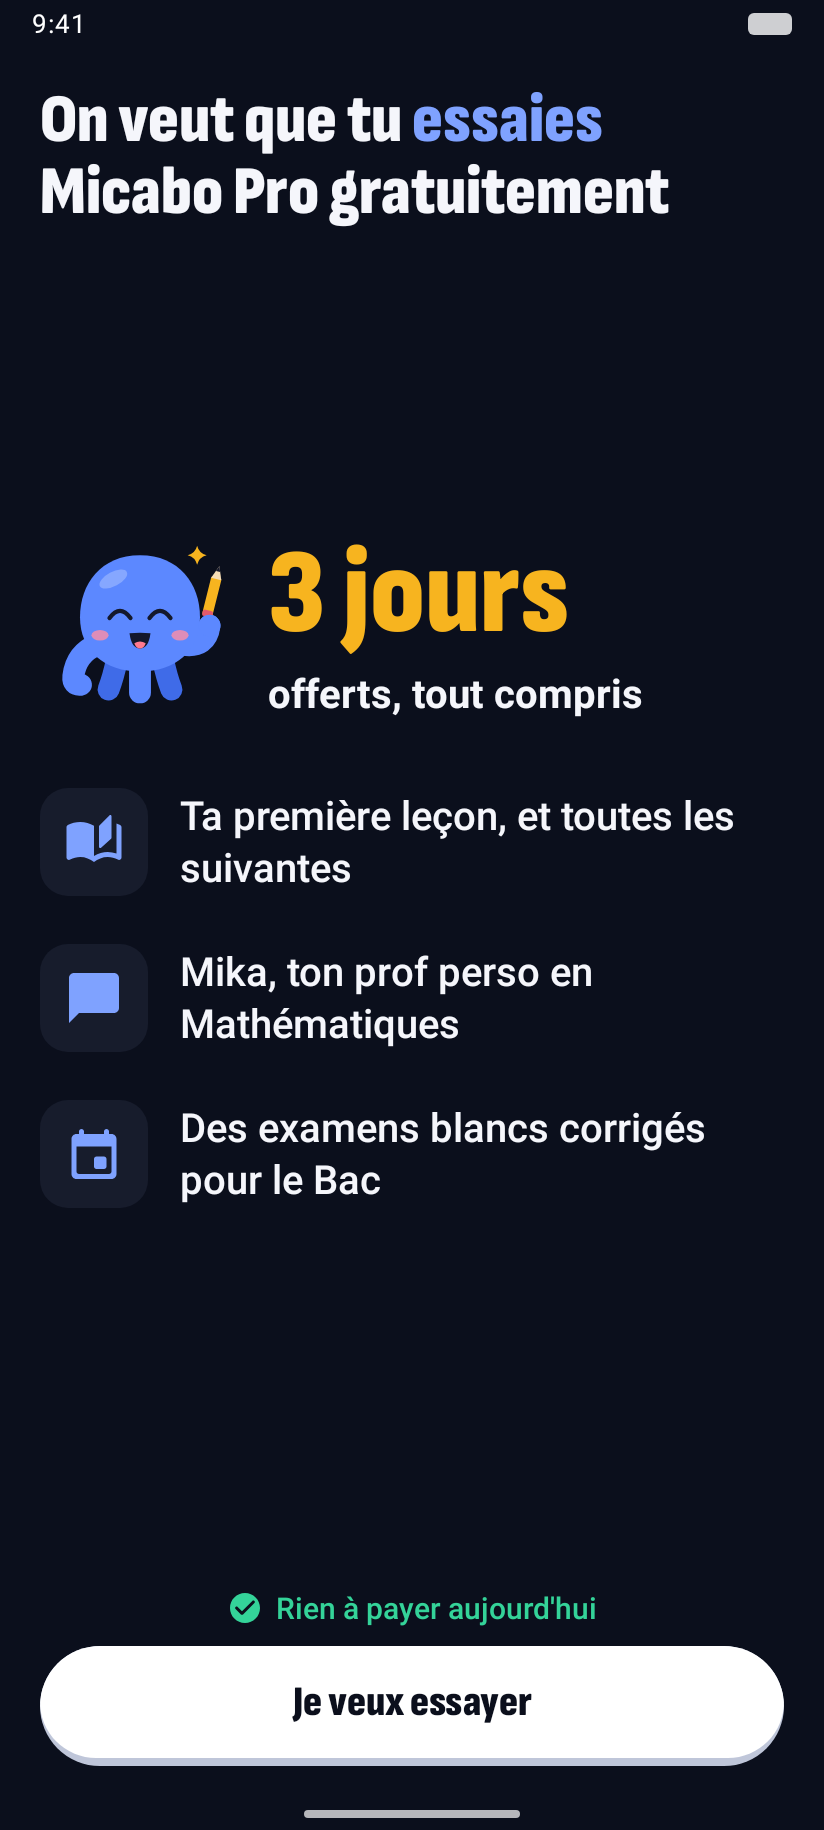 9:41
On veut que tu essaies
Micabo Pro gratuitement
3 jours
offerts, tout compris
Ta première leçon, et toutes les
suivantes
Mika, ton prof perso en
Mathématiques
Des examens blancs corrigés
pour le Bac
Rien à payer aujourd'hui
Je veux essayer